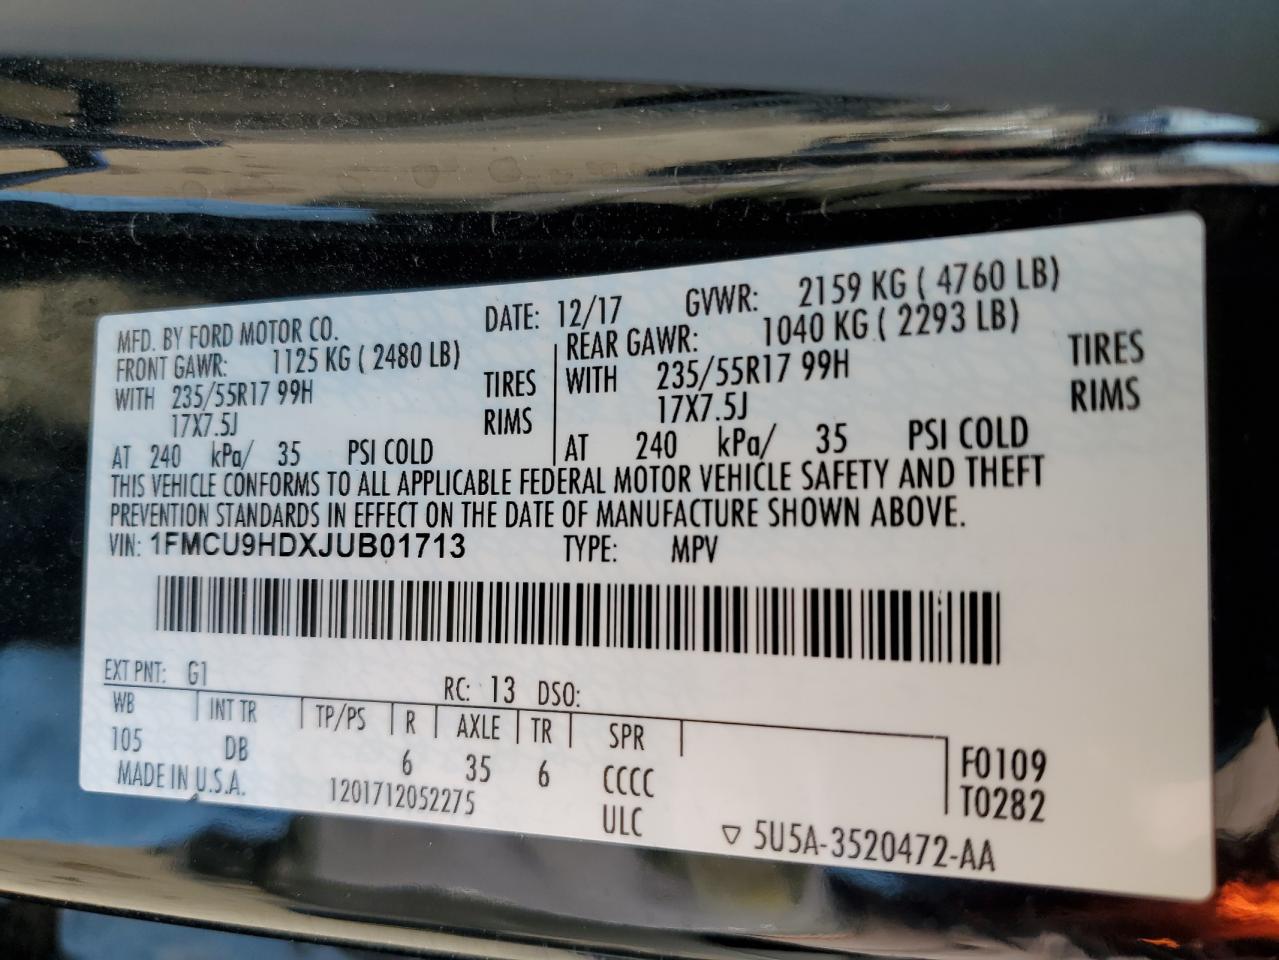 MFD. BY FORD MOTOR CO. DATE: 12/17 GVWR: 2159 KG ( 4760 LB)
FRONT GAWR: 1125 KG ( 2480 LB) REAR GAWR: 1040 KG ( 2293 LB)
WITH 235/55R17 99H TIRES WITH 235/55R17 99H TIRES
17X7.5J RIMS 17X7.5J RIMS
AT 240 kPa/ 35 PSI COLD AT 240 kPa/ 35 PSI COLD
THIS VEHICLE CONFORMS TO ALL APPLICABLE FEDERAL MOTOR VEHICLE SAFETY AND THEFT
PREVENTION STANDARDS IN EFFECT ON THE DATE OF MANUFACTURE SHOWN ABOVE.
VIN: 1FMCU9HDXJUB01713 TYPE: MPV
EXT PNT: G1 RC: 13 DSO:
WB INT TR TP/PS R AXLE TR SPR
105 DB 6 35 6 CCCC F0109
MADE IN U.S.A. 1201712052275 ULC T0282
▽ 5U5A-3520472-AA